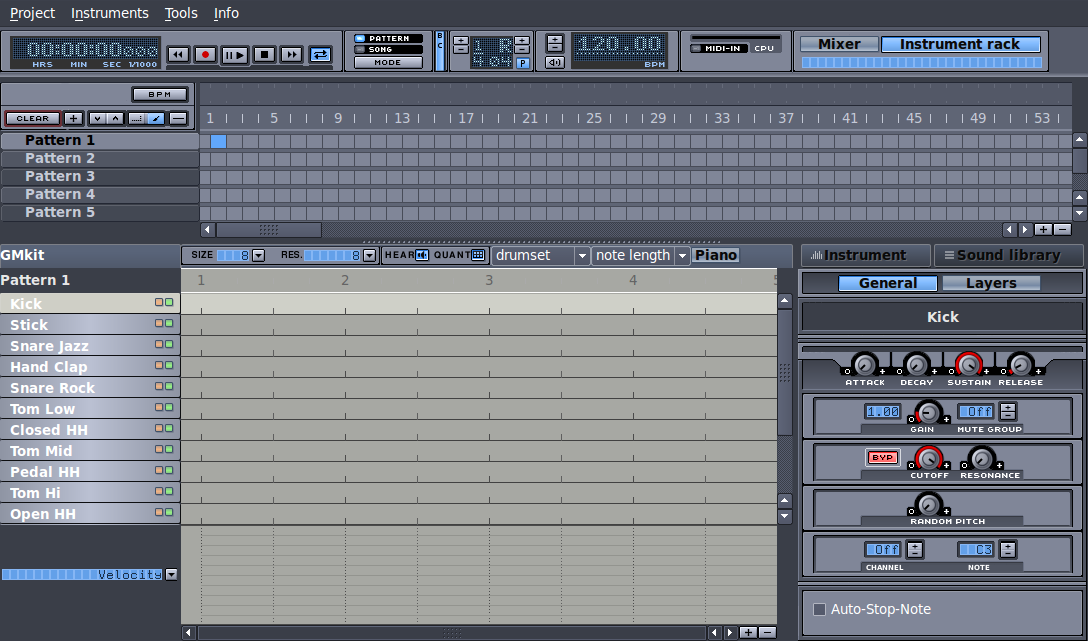 Project Instruments Tools Info
00:00:00:000
HRS MIN SEC 1/1000
PATTERN
SONG
MODE
B
C
1 R
4 04 P
120.00
BPM
MIDI-IN CPU
Mixer Instrument rack
BPM
CLEAR
1 5 9 13 17 21 25 29 33 37 41 45 49 53
Pattern 1
Pattern 2
Pattern 3
Pattern 4
Pattern 5
GMkit
SIZE 8 RES. 8 HEAR QUANT drumset note length Piano
Instrument Sound library
Pattern 1
1 2 3 4 5
General Layers
Kick
Stick
Snare Jazz
Hand Clap
Snare Rock
Tom Low
Closed HH
Tom Mid
Pedal HH
Tom Hi
Open HH
Velocity
Kick
ATTACK DECAY SUSTAIN RELEASE
1.00 Off
GAIN MUTE GROUP
BYP
CUTOFF RESONANCE
RANDOM PITCH
Off C3
CHANNEL NOTE
Auto-Stop-Note